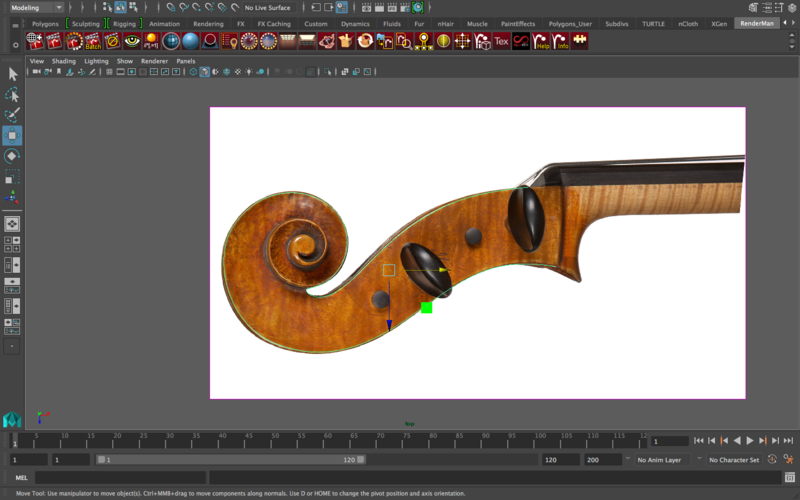 Modeling
No Live Surface
Polygons Sculpting Rigging Animation Rendering FX FX Caching Custom Dynamics Fluids Fur nHair Muscle PaintEffects Polygons_User Subdivs TURTLE nCloth XGen RenderMan
Batch Tex Help Info
View Shading Lighting Show Renderer Panels
top
1 5 10 15 20 25 30 35 40 45 50 55 60 65 70 75 80 85 90 95 100 105 110 115 12 1
1 1 1 120 120 200 No Anim Layer No Character Set
MEL
Move Tool: Use manipulator to move object(s). Ctrl+MMB+drag to move components along normals. Use D or HOME to change the pivot position and axis orientation.